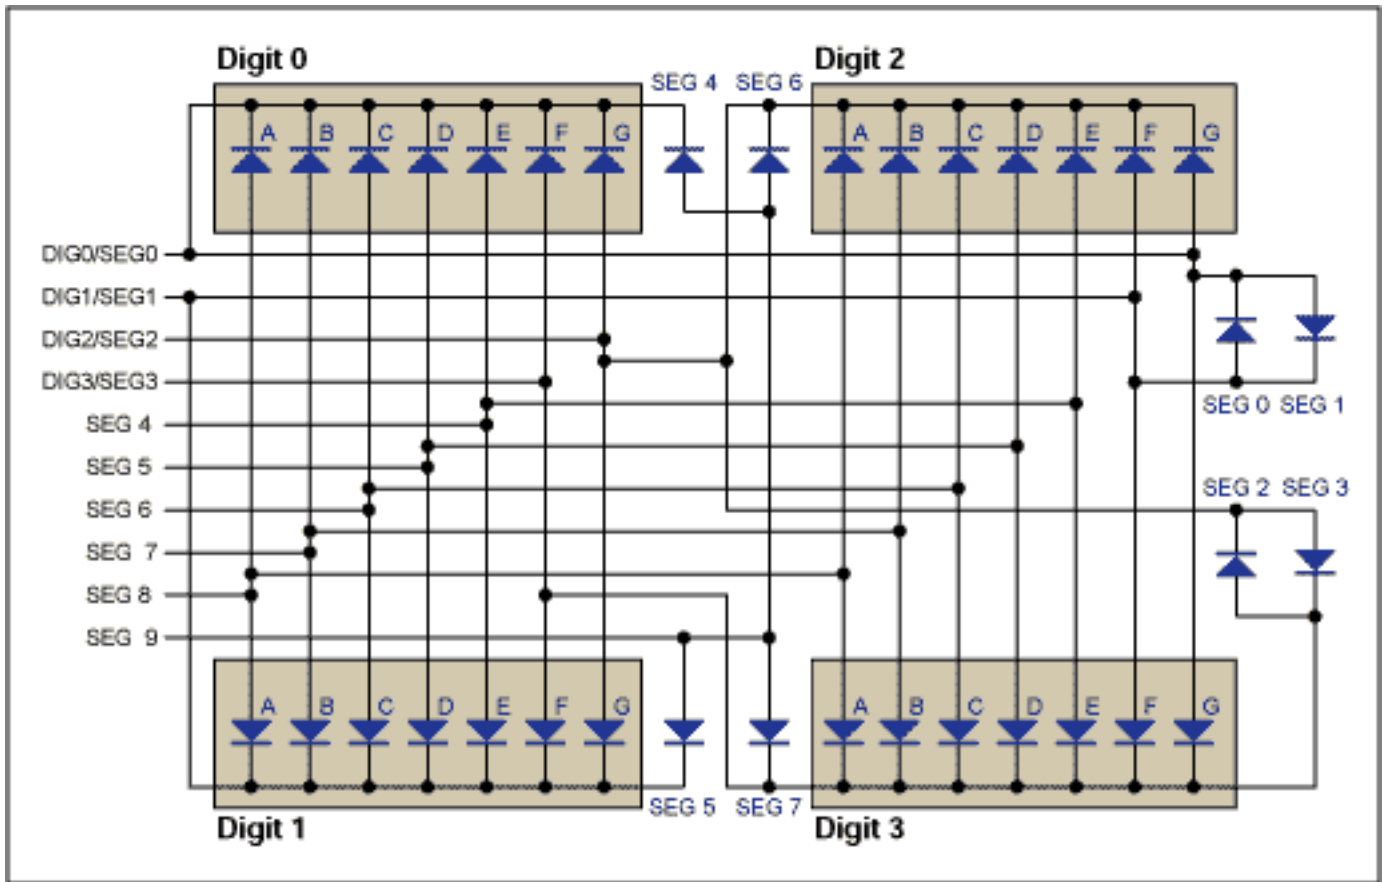 Digit 0
Digit 2
SEG 4 SEG 6
A B C D E F G
A B C D E F G
DIG0/SEG0
DIG1/SEG1
DIG2/SEG2
DIG3/SEG3
SEG 4
SEG 5
SEG 6
SEG 7
SEG 8
SEG 9
SEG 0 SEG 1
SEG 2 SEG 3
A B C D E F G
A B C D E F G
SEG 5 SEG 7
Digit 1
Digit 3